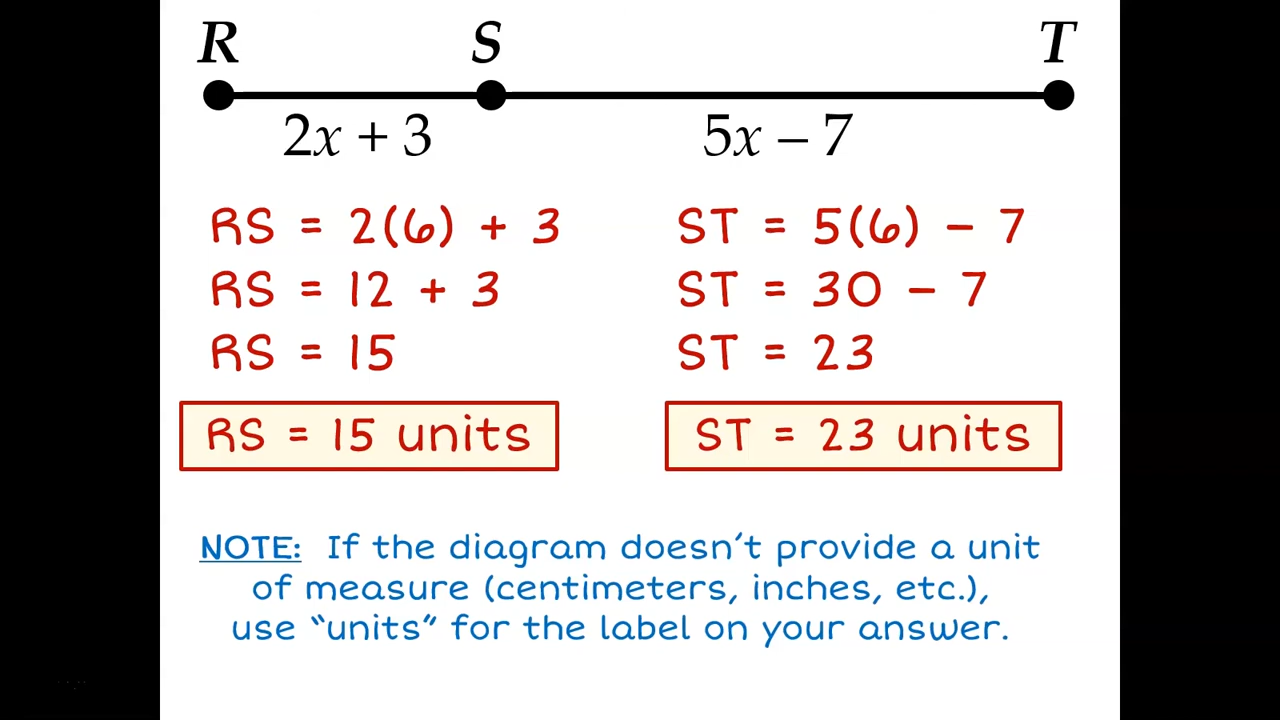 R S T
2x + 3 5x – 7
RS = 2(6) + 3 ST = 5(6) – 7
RS = 12 + 3 ST = 30 – 7
RS = 15 ST = 23
RS = 15 units ST = 23 units
NOTE: If the diagram doesn't provide a unit
of measure (centimeters, inches, etc.),
use “units” for the label on your answer.